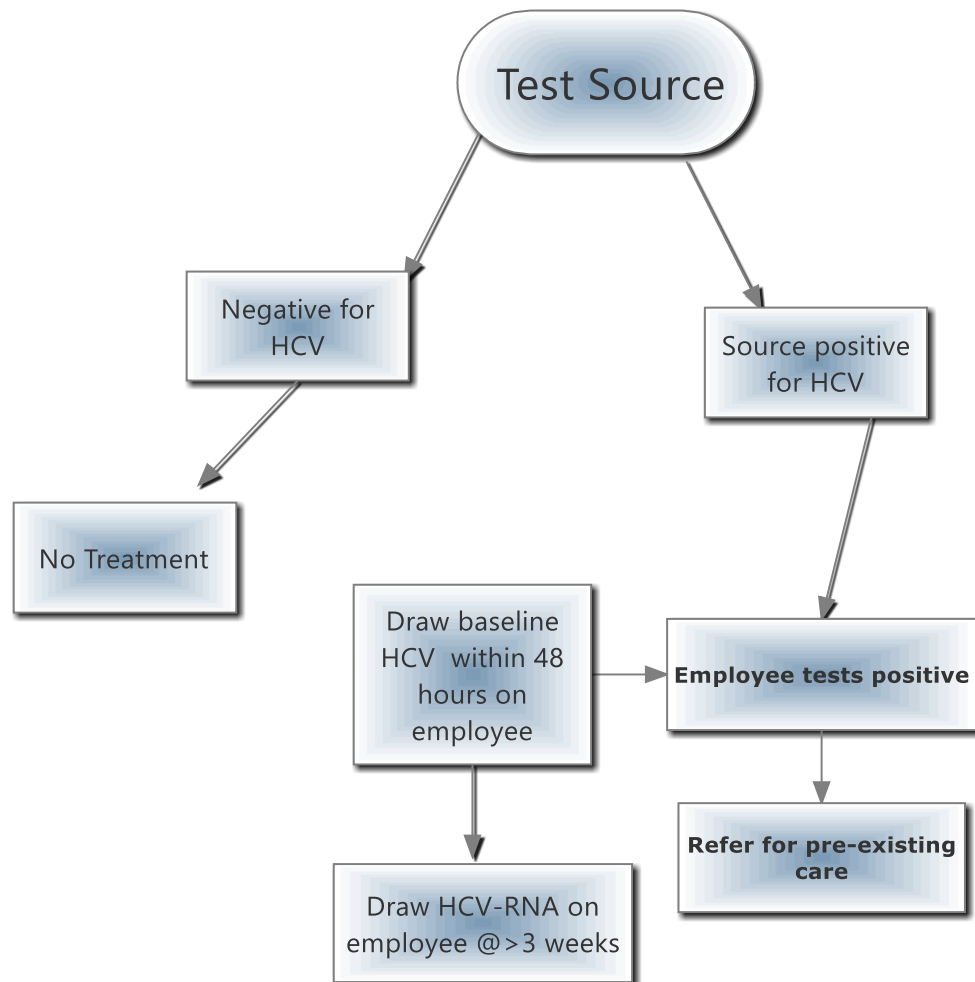 Test Source
Negative for
HCV
Source positive
for HCV
No Treatment
Draw baseline
HCV within 48
hours on
employee
Employee tests positive
Refer for pre-existing
care
Draw HCV-RNA on
employee @>3 weeks